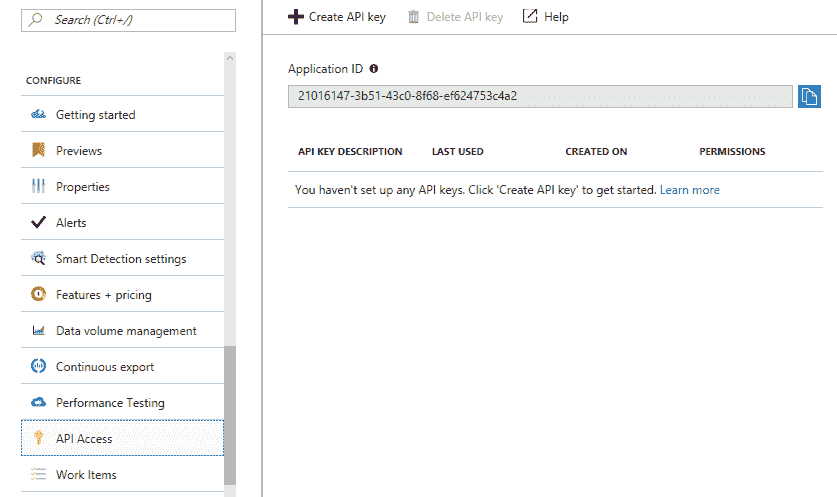 Search (Ctrl+/)
CONFIGURE
Getting started
Previews
Properties
Alerts
Smart Detection settings
Features + pricing
Data volume management
Continuous export
Performance Testing
API Access
Work Items
Create API key Delete API key Help
Application ID
21016147-3b51-43c0-8f68-ef624753c4a2
API KEY DESCRIPTION LAST USED CREATED ON PERMISSIONS
You haven't set up any API keys. Click 'Create API key' to get started. Learn more